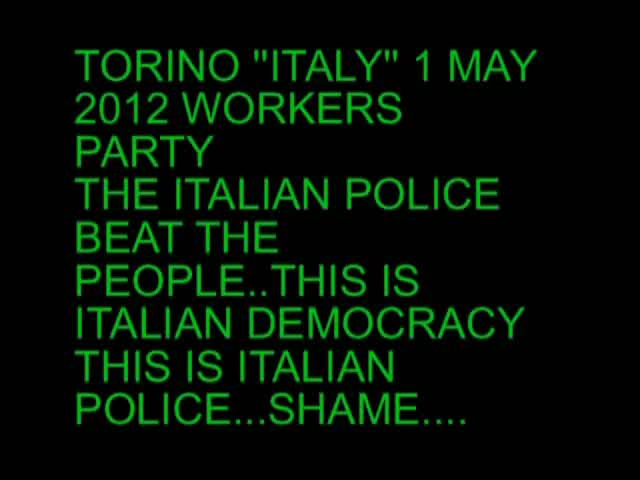 TORINO "ITALY" 1 MAY
2012 WORKERS
PARTY
THE ITALIAN POLICE
BEAT THE
PEOPLE..THIS IS
ITALIAN DEMOCRACY
THIS IS ITALIAN
POLICE...SHAME....